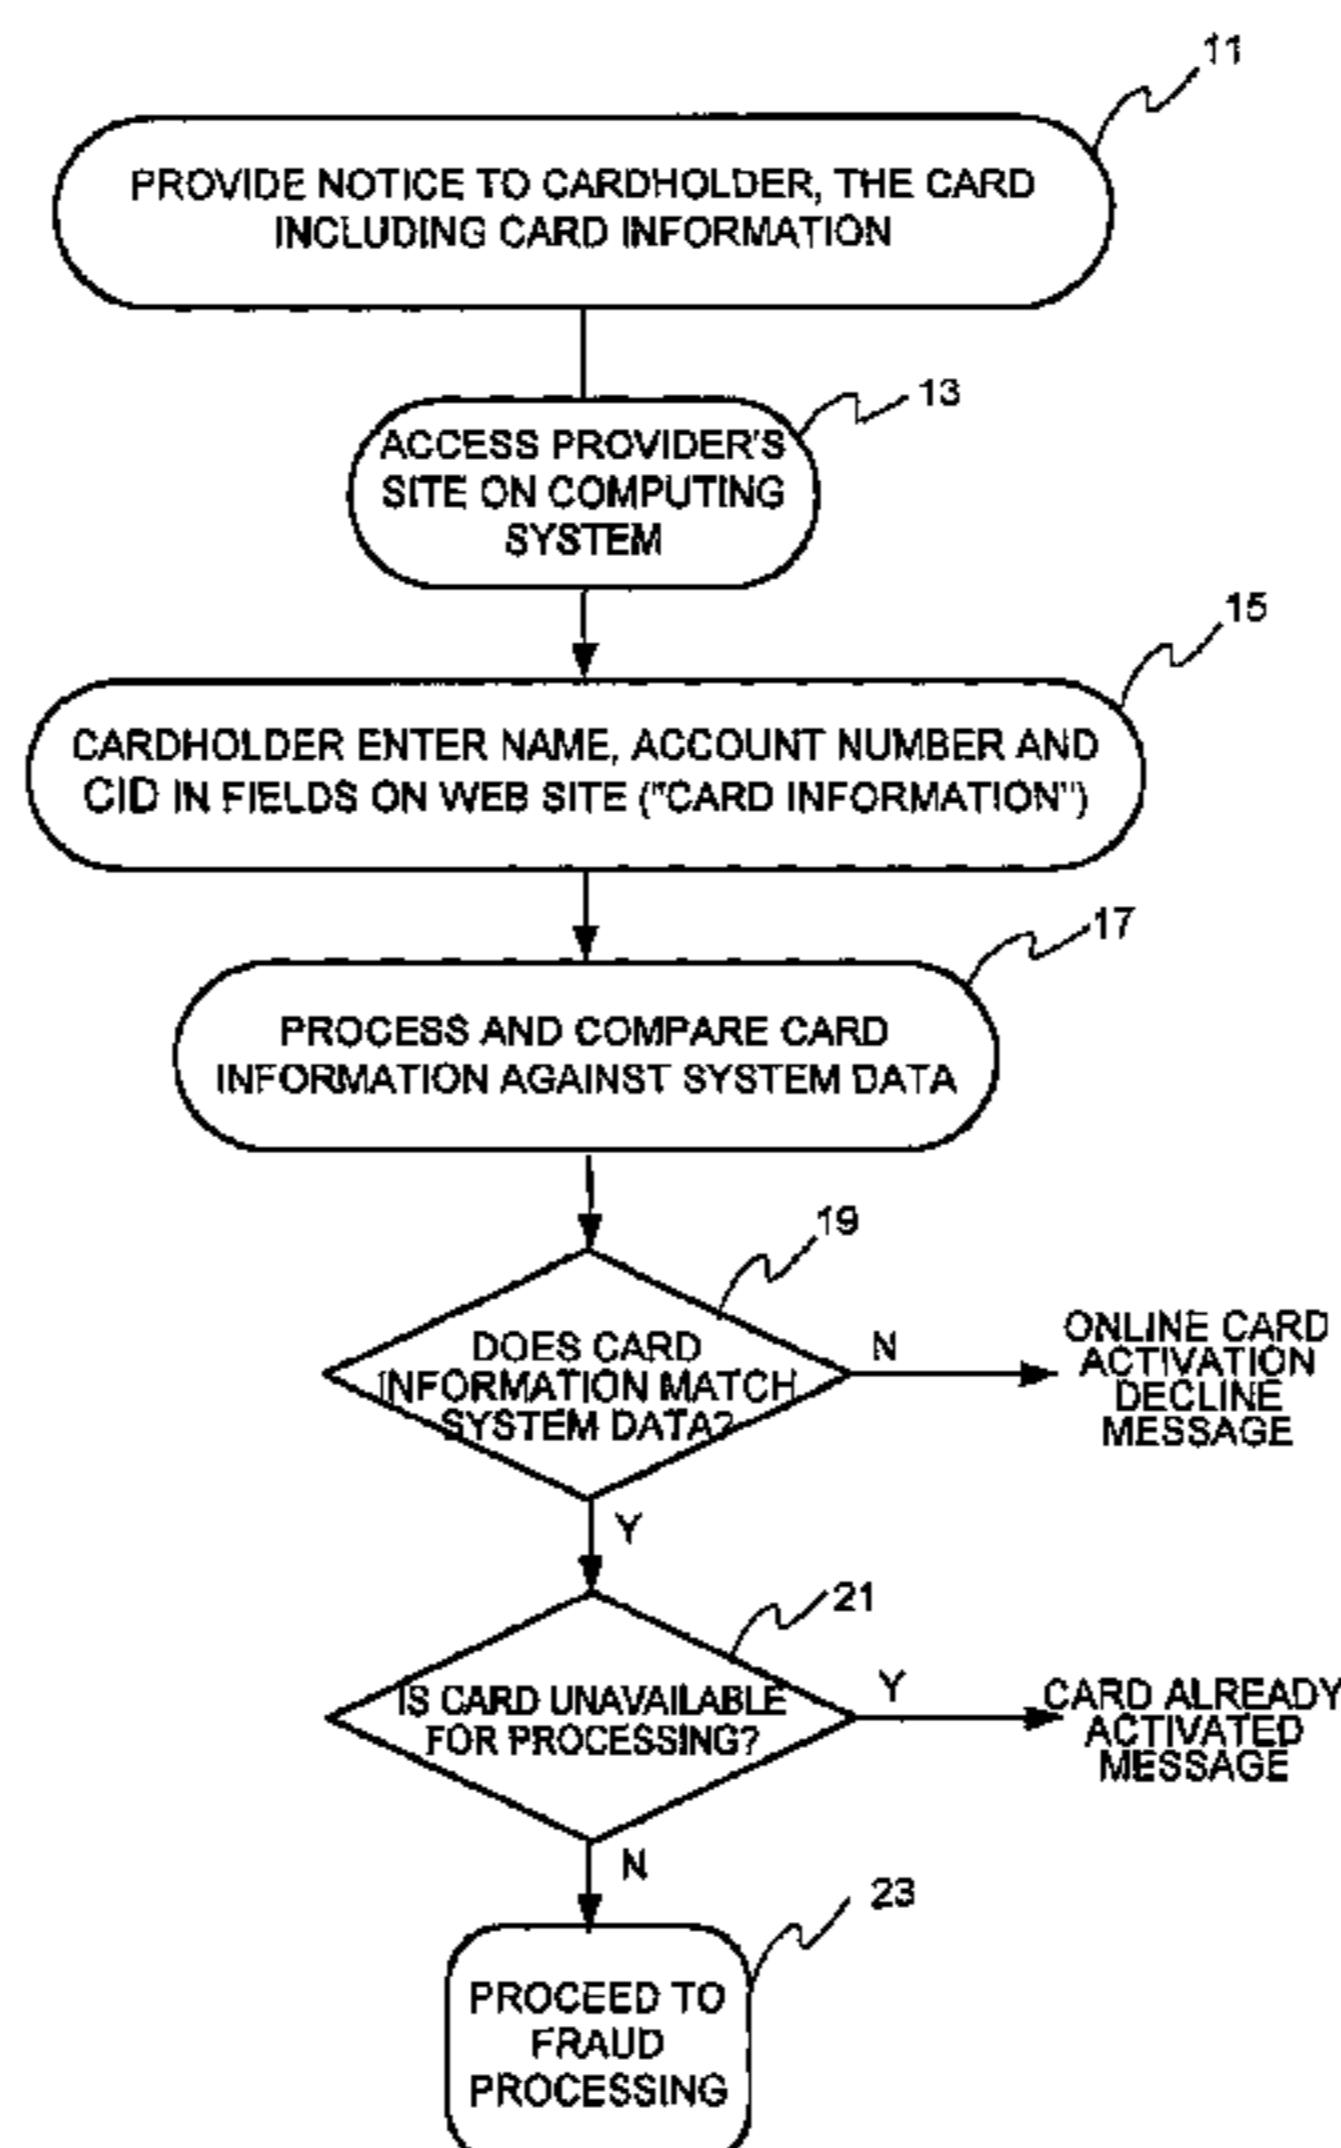 11
PROVIDE NOTICE TO CARDHOLDER, THE CARD
INCLUDING CARD INFORMATION
13
ACCESS PROVIDER'S
SITE ON COMPUTING
SYSTEM
15
CARDHOLDER ENTER NAME, ACCOUNT NUMBER AND
CID IN FIELDS ON WEB SITE ("CARD INFORMATION")
17
PROCESS AND COMPARE CARD
INFORMATION AGAINST SYSTEM DATA
19
DOES CARD
INFORMATION MATCH
SYSTEM DATA?
N
ONLINE CARD
ACTIVATION
DECLINE
MESSAGE
Y
21
IS CARD UNAVAILABLE
FOR PROCESSING?
Y
CARD ALREADY
ACTIVATED
MESSAGE
N
23
PROCEED TO
FRAUD
PROCESSING